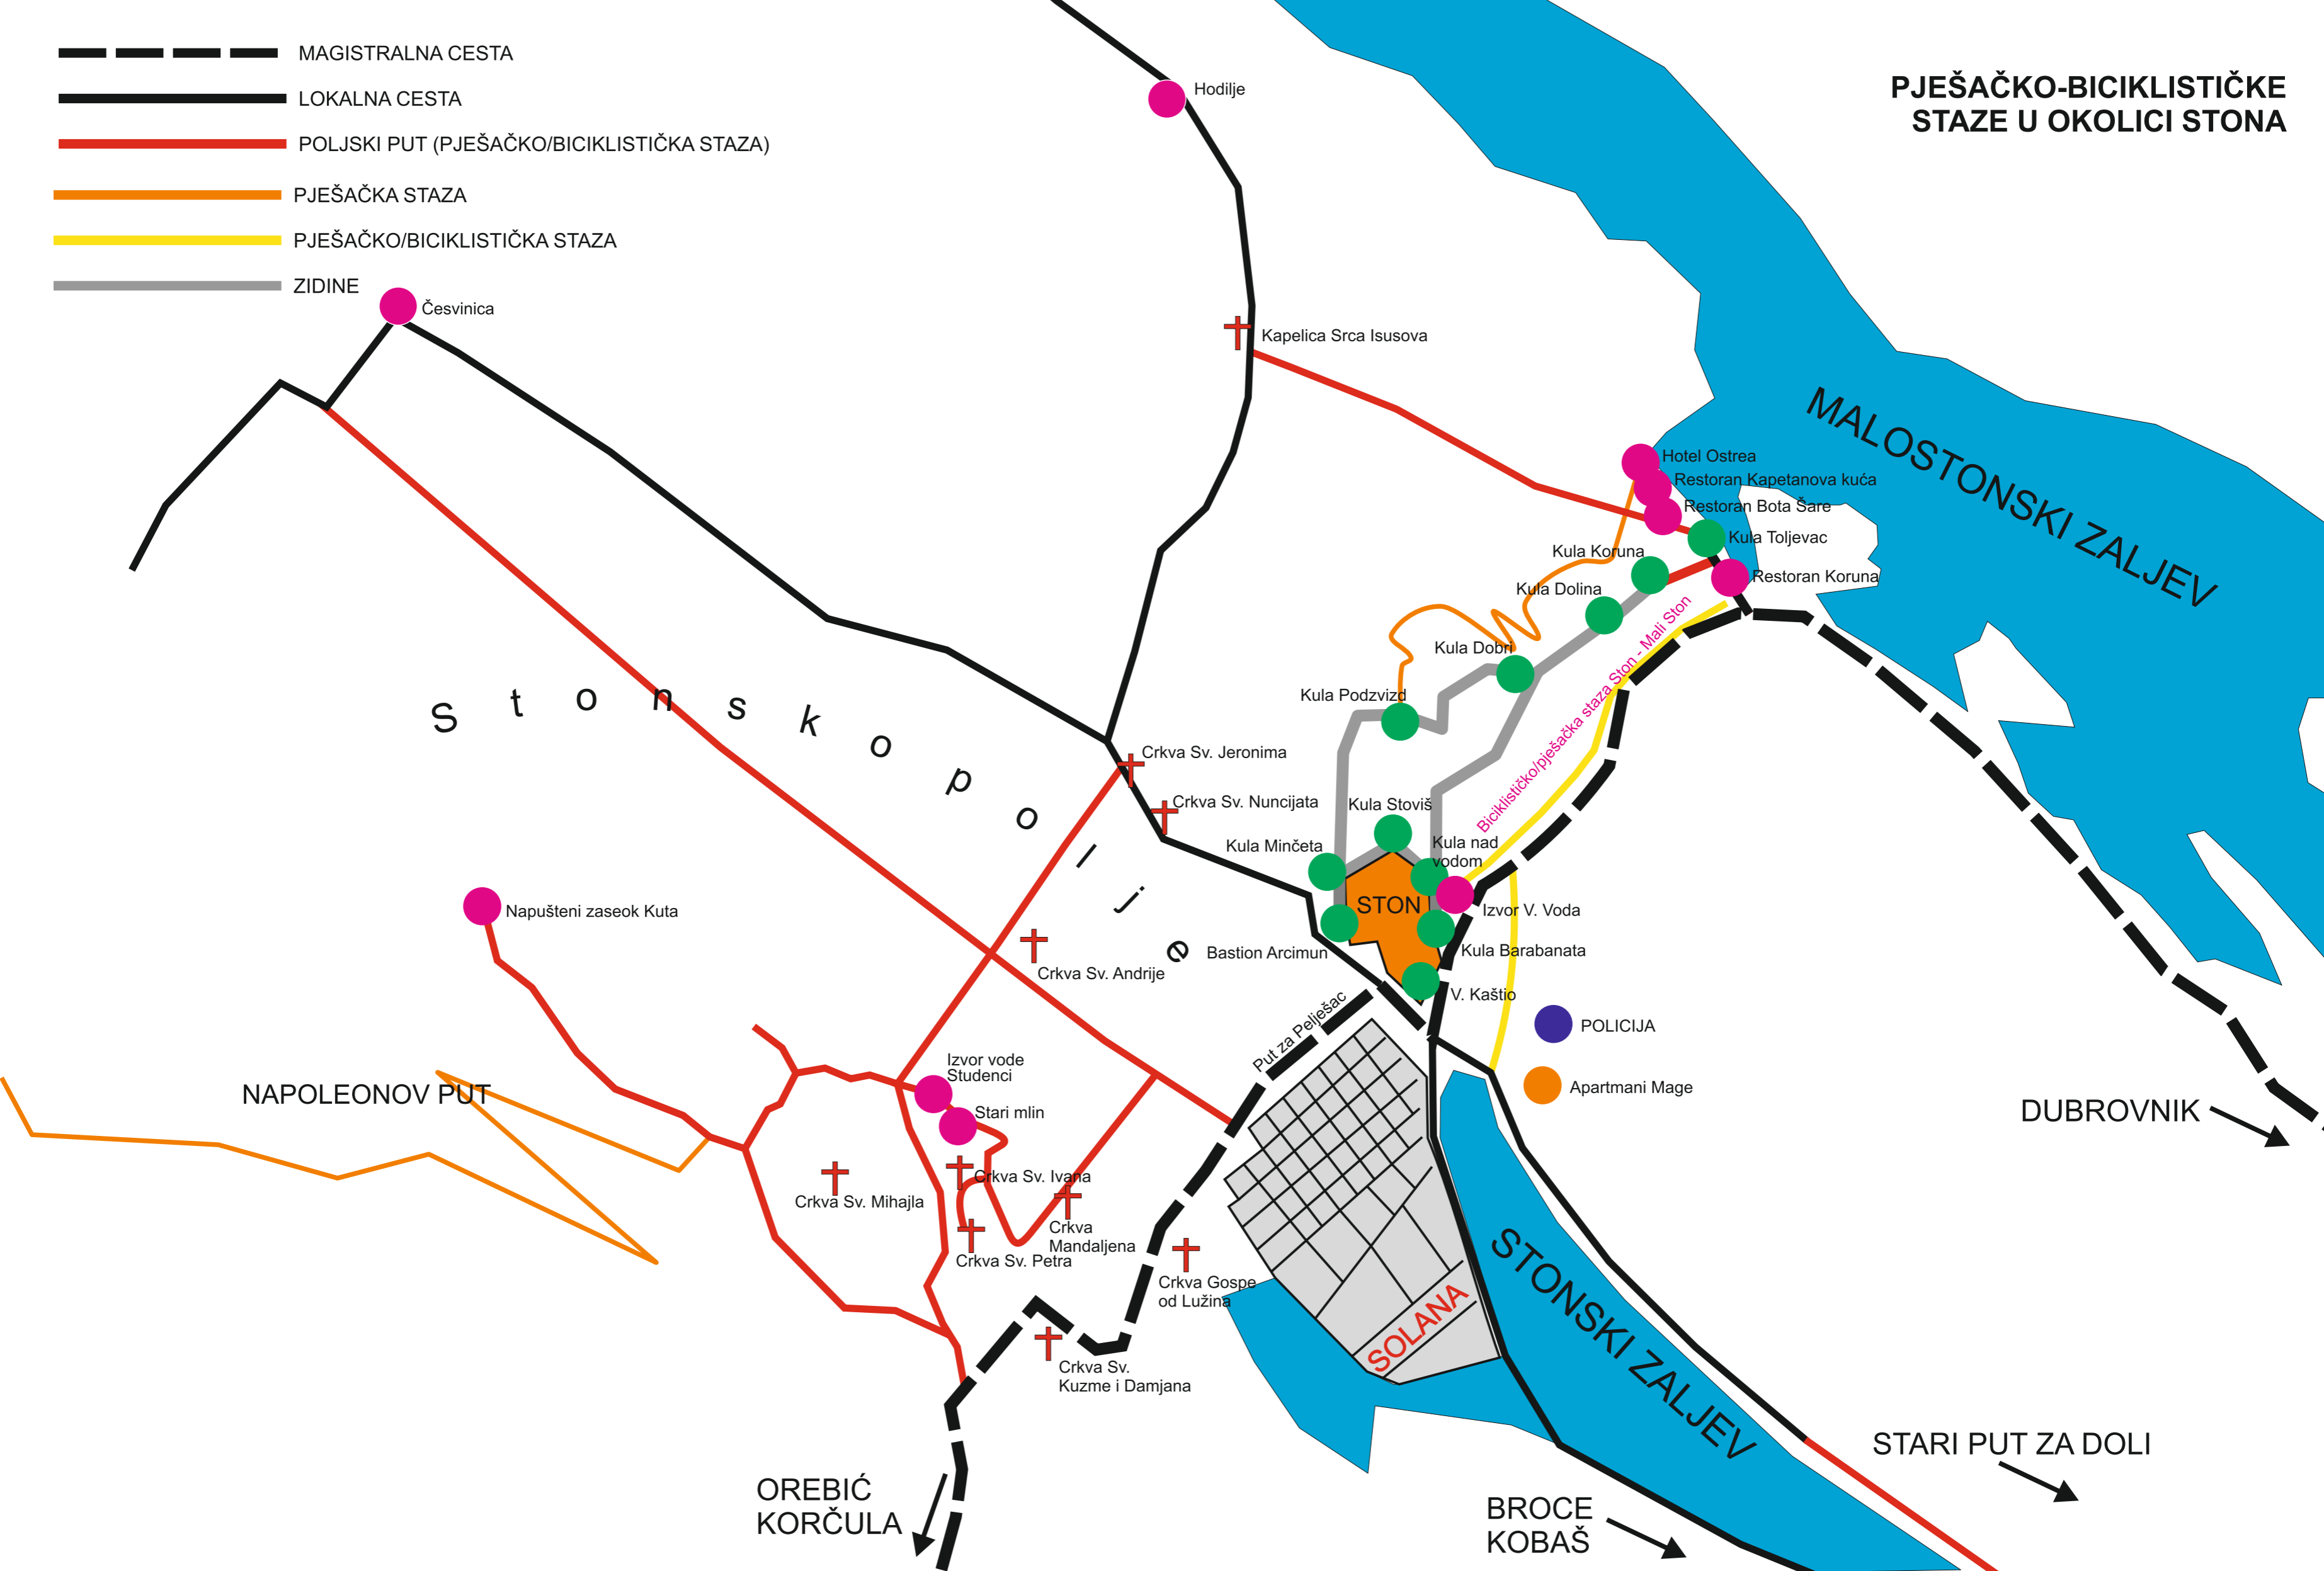 MAGISTRALNA CESTA
LOKALNA CESTA
POLJSKI PUT (PJEŠAČKO/BICIKLISTIČKA STAZA)
PJEŠAČKA STAZA
PJEŠAČKO/BICIKLISTIČKA STAZA
ZIDINE
PJEŠAČKO-BICIKLISTIČKE
STAZE U OKOLICI STONA
Hodilje
Česvinica
Kapelica Srca Isusova
MALOSTONSKI ZALJEV
Hotel Ostrea
Restoran Kapetanova kuća
Restoran Bota Šare
Kula Toljevac
Kula Koruna
Restoran Koruna
Kula Dolina
Kula Dobri
Kula Podzvizd
Biciklističko/pješačka staza Ston - Mali Ston
Stonsko polje
Crkva Sv. Jeronima
Crkva Sv. Nuncijata
Kula Stoviš
Kula Minčeta
Kula nad
vodom
STON
Izvor V. Voda
Napušteni zaseok Kuta
Bastion Arcimun
Kula Barabanata
Crkva Sv. Andrije
V. Kaštio
Put za Pelješac
POLICIJA
Izvor vode
Studenci
Apartmani Mage
NAPOLEONOV PUT
Stari mlin
DUBROVNIK
Crkva Sv. Ivana
Crkva Sv. Mihajla
Crkva
Mandaljena
Crkva Sv. Petra
Crkva Gospe
od Lužina
SOLANA
STONSKI ZALJEV
Crkva Sv.
Kuzme i Damjana
STARI PUT ZA DOLI
OREBIĆ
KORČULA
BROCE
KOBAŠ